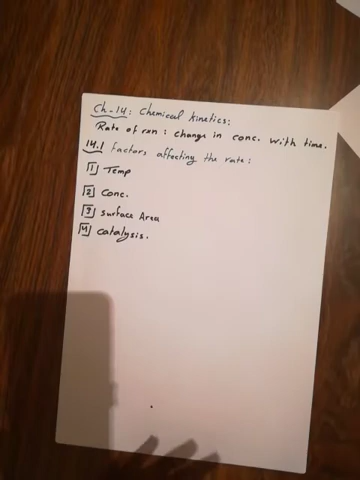 Ch-14: Chemical kinetics:
Rate of rxn : change in conc. with time.
14.1 factors affecting the rate:
1 Temp
2 Conc.
3 Surface Area
4 catalysis.